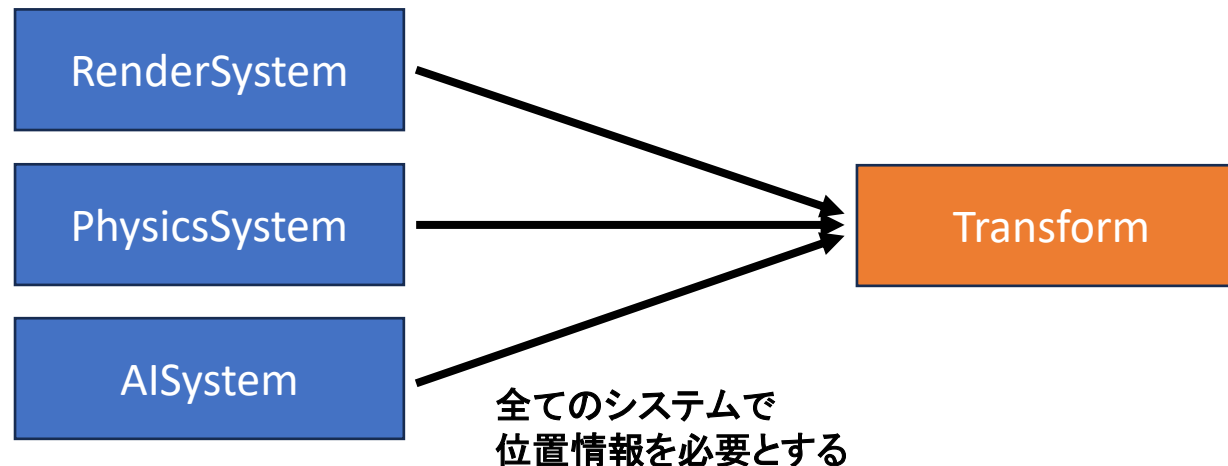 RenderSystem
PhysicsSystem
Transform
AISystem
全てのシステムで
位置情報を必要とする